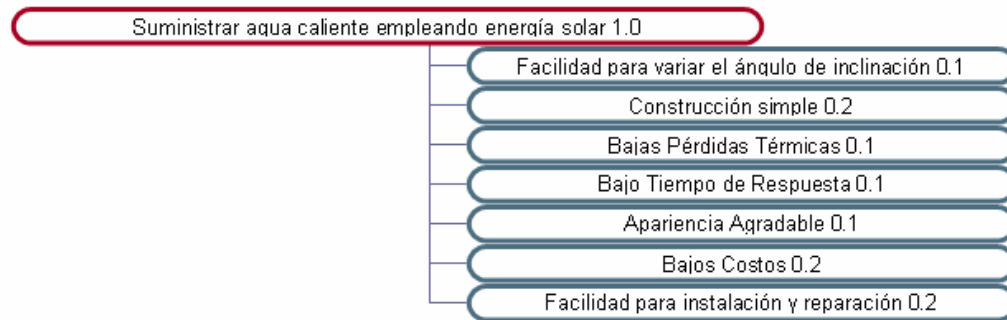 Suministrar agua caliente empleando energía solar 1.0
Facilidad para variar el ángulo de inclinación 0.1
Construcción simple 0.2
Bajas Pérdidas Térmicas 0.1
Bajo Tiempo de Respuesta 0.1
Apariencia Agradable 0.1
Bajos Costos 0.2
Facilidad para instalación y reparación 0.2